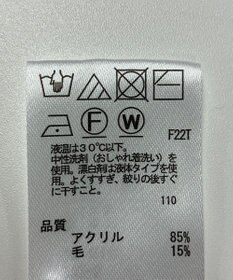 F W F22T
液温は30℃以下。
中性洗剤(おしゃれ着洗い)を
使用。漂白剤は液体タイプを使
用。よくすすぎ、絞りの後すぐ
に干すこと。
110
品質
アクリル 85%
毛 15%